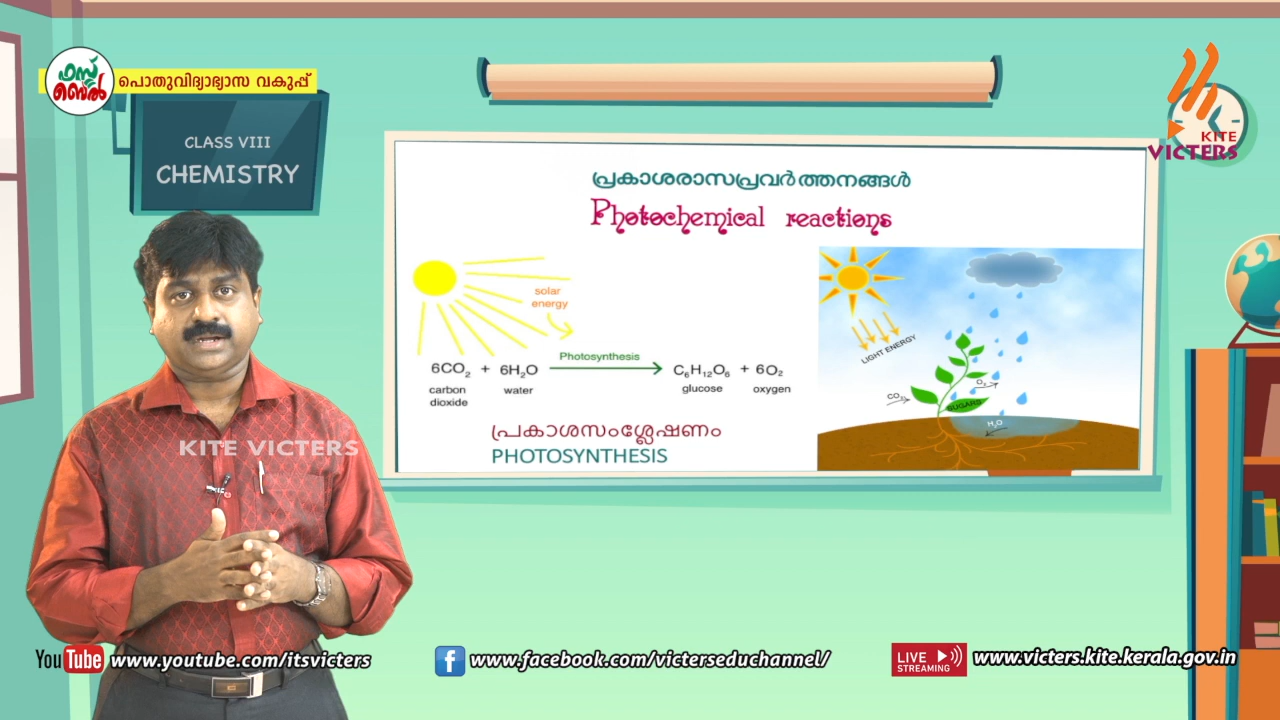 ഫസ്റ്റ്
ബെൽ
പൊതുവിദ്യാഭ്യാസ വകുപ്പ്
CLASS VIII
CHEMISTRY
KITE
VICTERS
പ്രകാശരാസപ്രവർത്തനങ്ങൾ
Photochemical reactions
solar
energy
Photosynthesis
6CO₂ + 6H₂O → C₆H₁₂O₆ + 6O₂
carbon dioxide water glucose oxygen
പ്രകാശസംശ്ലേഷണം
PHOTOSYNTHESIS
LIGHT ENERGY
CO₂
O₂
SUGARS
H₂O
KITE VICTERS
YouTube www.youtube.com/itsvicters
f www.facebook.com/victerseduchannel/
LIVE
STREAMING
www.victers.kite.kerala.gov.in